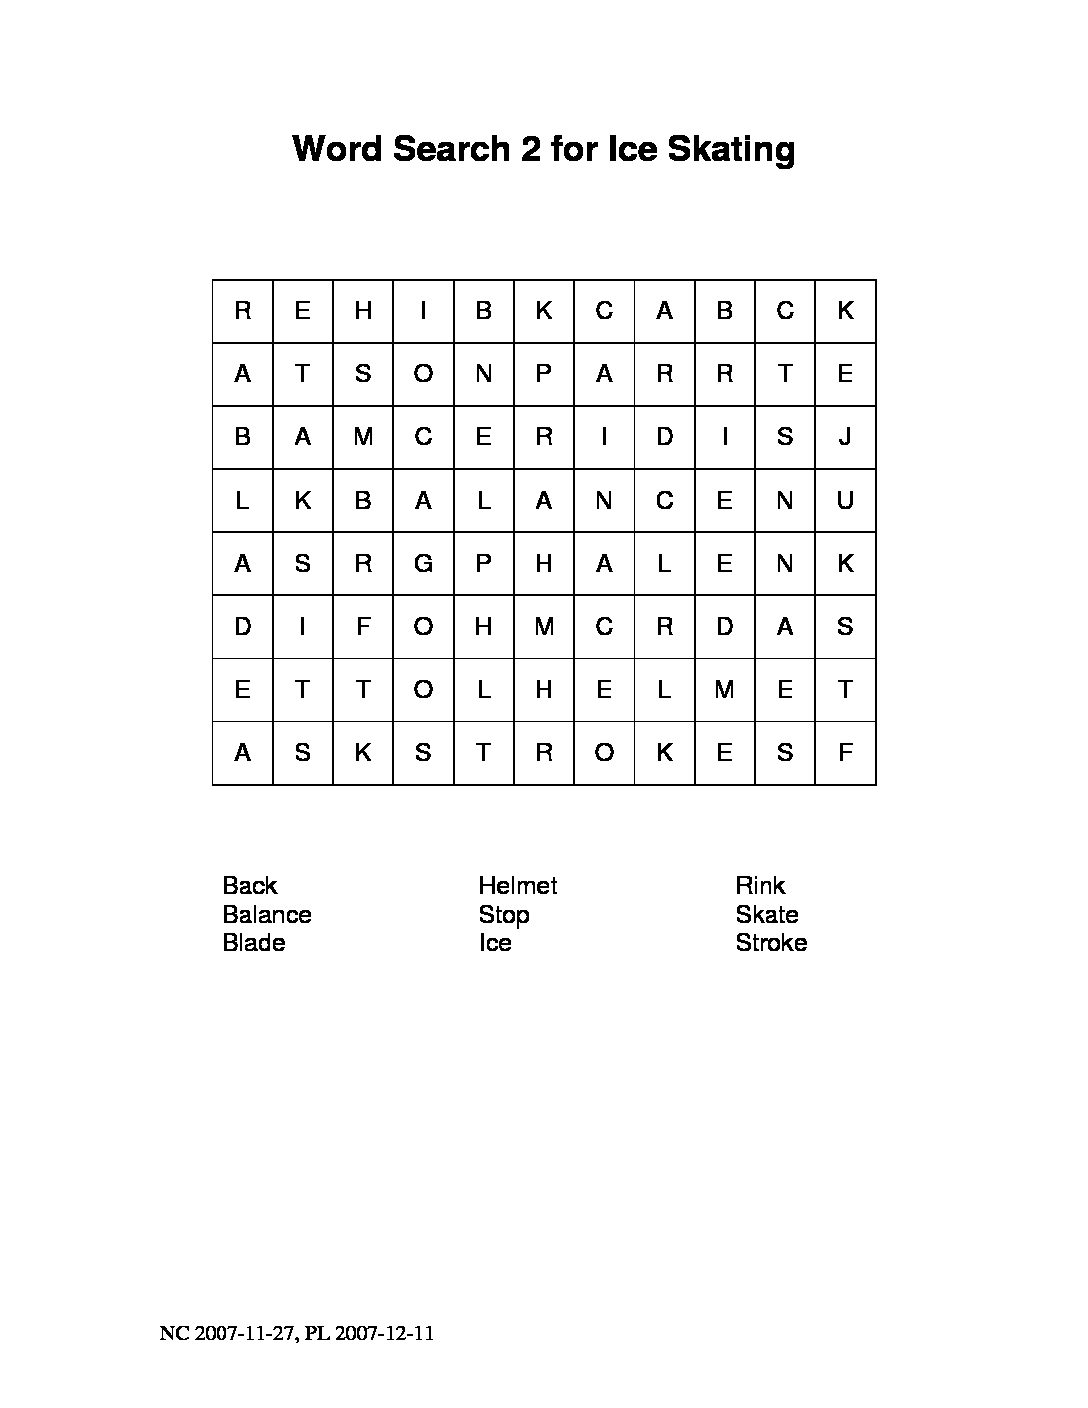 Word Search 2 for Ice Skating
R E H I B K C A B C K
A T S O N P A R R T E
B A M C E R I D I S J
L K B A L A N C E N U
A S R G P H A L E N K
D I F O H M C R D A S
E T T O L H E L M E T
A S K S T R O K E S F
Back Helmet Rink
Balance Stop Skate
Blade Ice Stroke
NC 2007-11-27, PL 2007-12-11